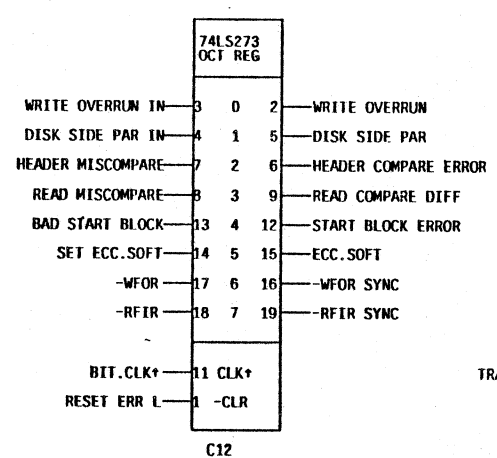 74LS273
OCT REG
WRITE OVERRUN IN 3 0 2 WRITE OVERRUN
DISK SIDE PAR IN 4 1 5 DISK SIDE PAR
HEADER MISCOMPARE 7 2 6 HEADER COMPARE ERROR
READ MISCOMPARE 8 3 9 READ COMPARE DIFF
BAD START BLOCK 13 4 12 START BLOCK ERROR
SET ECC.SOFT 14 5 15 ECC.SOFT
-WFOR 17 6 16 -WFOR SYNC
-RFIR 18 7 19 -RFIR SYNC
BIT.CLK↑ 11 CLK↑ TRA
RESET ERR L 1 -CLR
C12